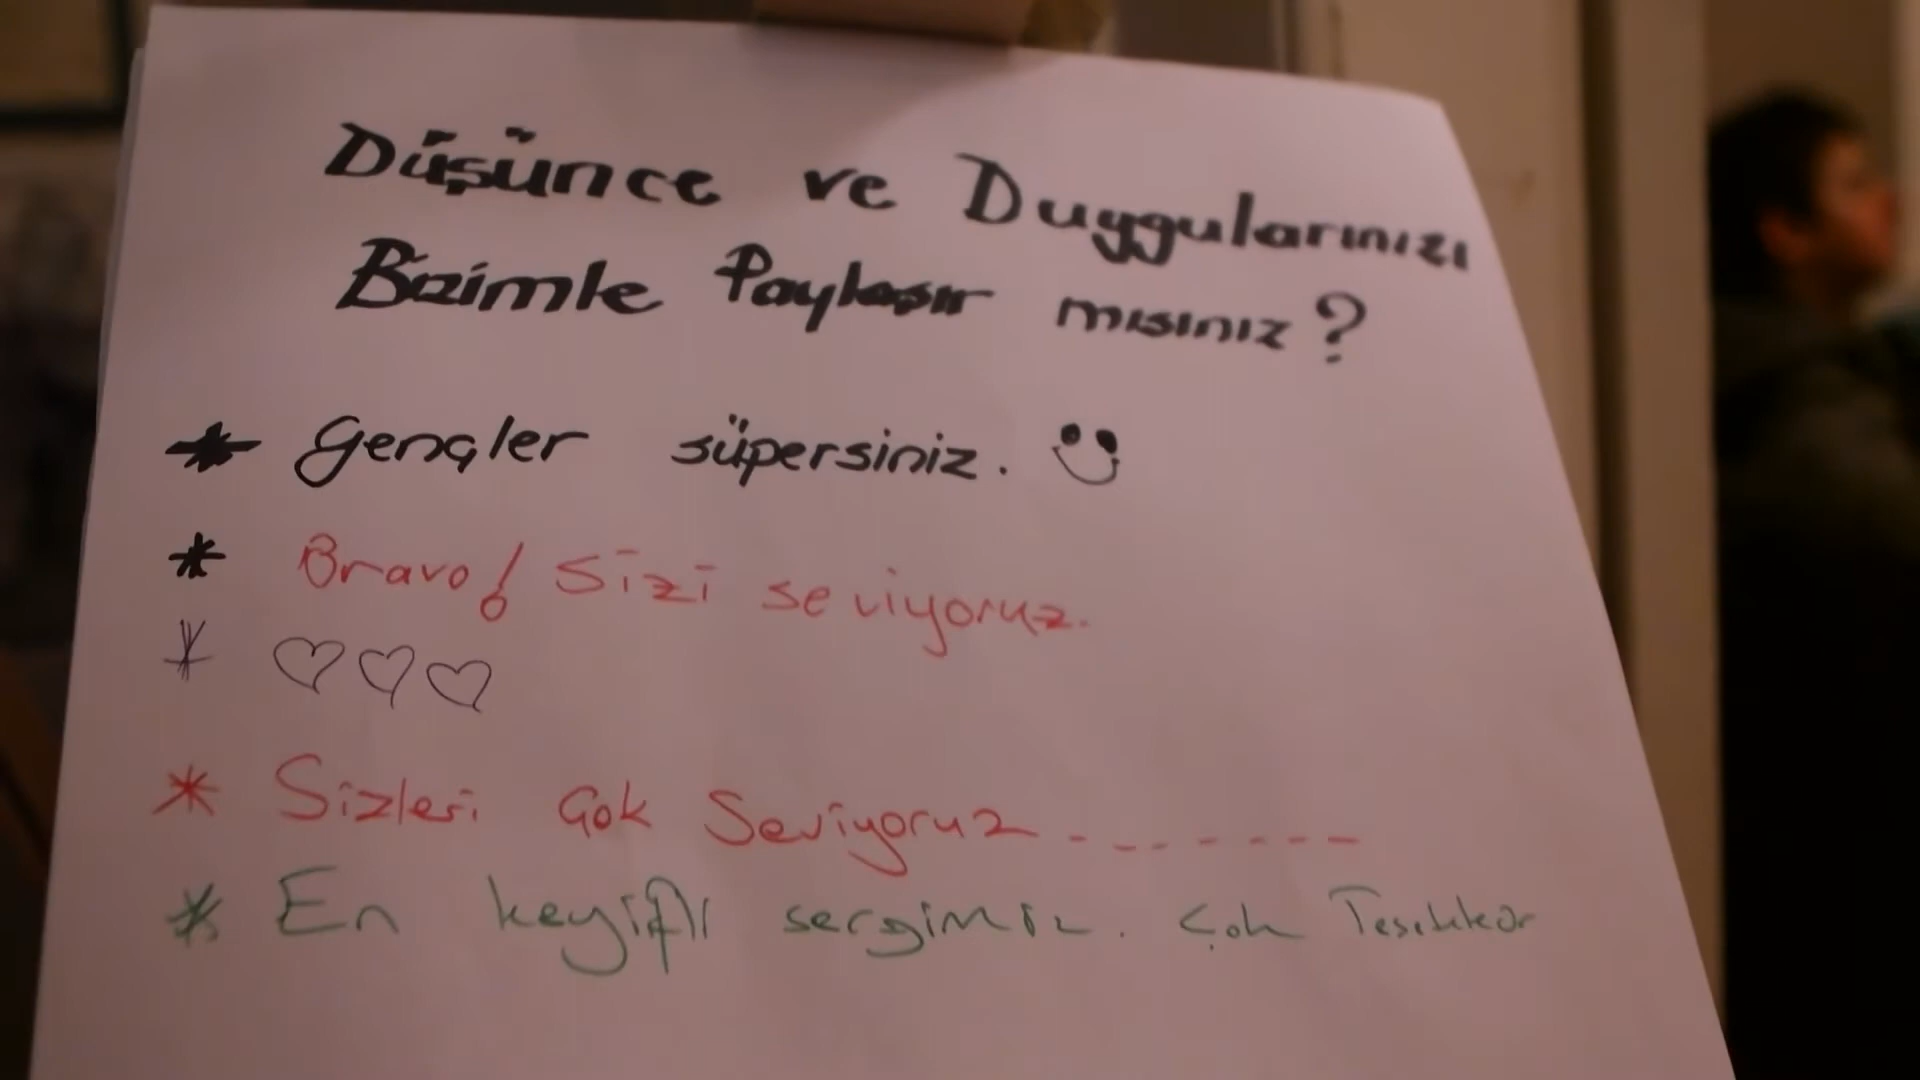 Düşünce ve Duygularınızı
Bizimle Paylaşır mısınız?
* Gençler süpersiniz. :)
* Bravo! Sizi seviyoruz.
* ♡♡♡
* Sizleri Çok Seviyoruz - - - - - - - -
* En keyifli sergimiz. Çok Teşekkür